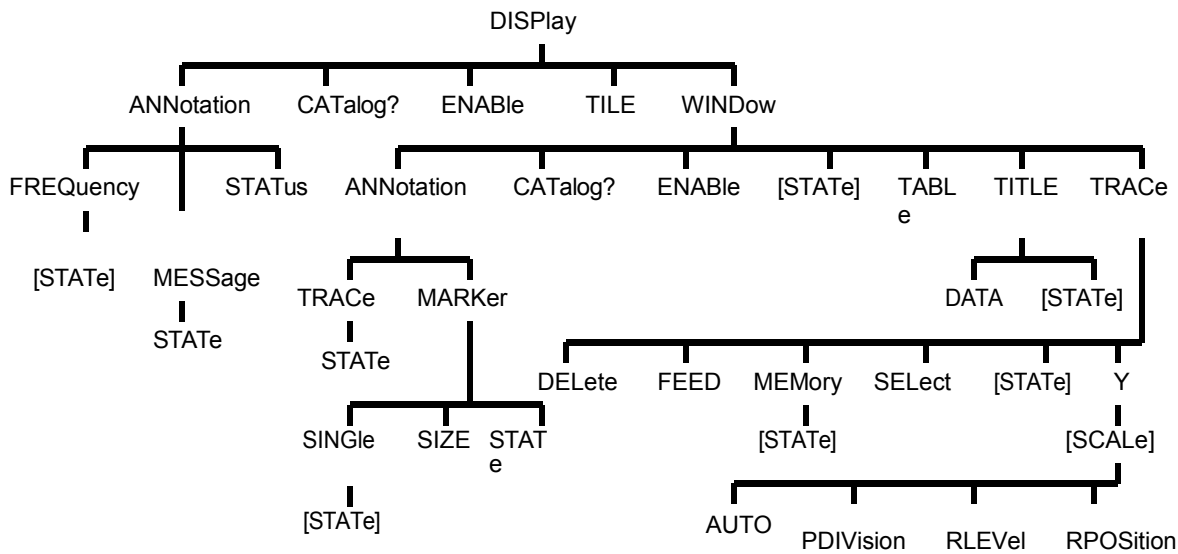 DISPlay
ANNotation CATalog? ENABle TILE WINDow
FREQuency STATus ANNotation CATalog? ENABle [STATe] TABL TITLE TRACe
e
[STATe] MESSage TRACe MARKer DATA [STATe]
STATe STATe
DELete FEED MEMory SELect [STATe] Y
SINGle SIZE STAT [STATe] [SCALe]
e
[STATe] AUTO PDIVision RLEVel RPOSition